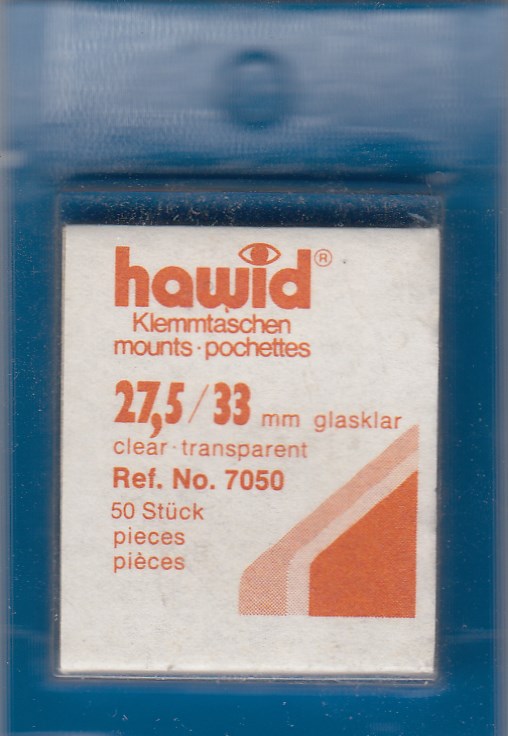 hawid®
Klemmtaschen
mounts·pochettes
27,5/33 mm glasklar
clear·transparent
Ref. No. 7050
50 Stück
pieces
pièces